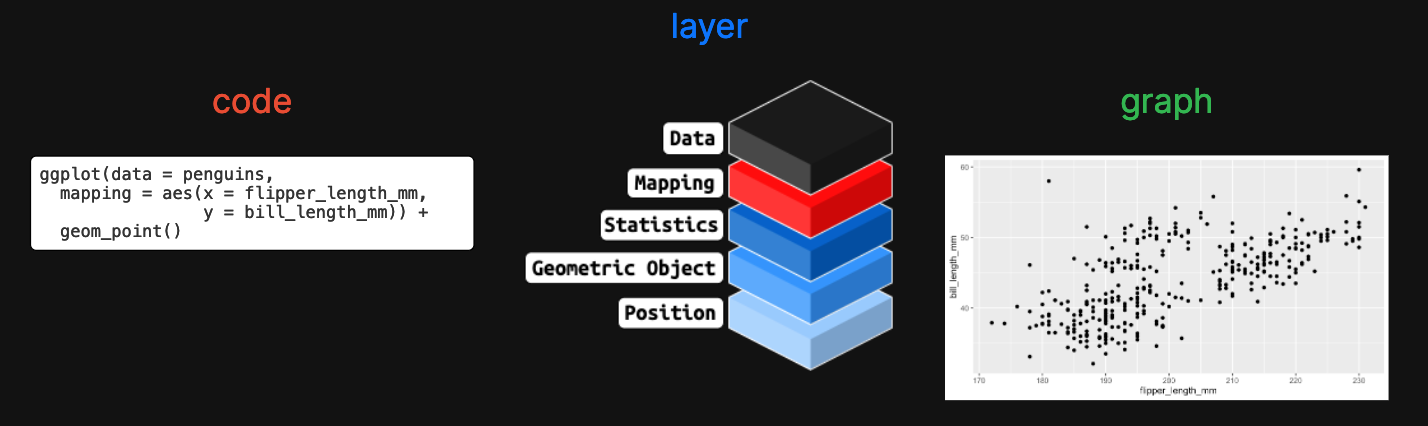 layer
code
ggplot(data = penguins,
  mapping = aes(x = flipper_length_mm,
                y = bill_length_mm)) +
  geom_point()
Data
Mapping
Statistics
Geometric Object
Position
graph
60
50
40
bill_length_mm
170 180 190 200 210 220 230
flipper_length_mm